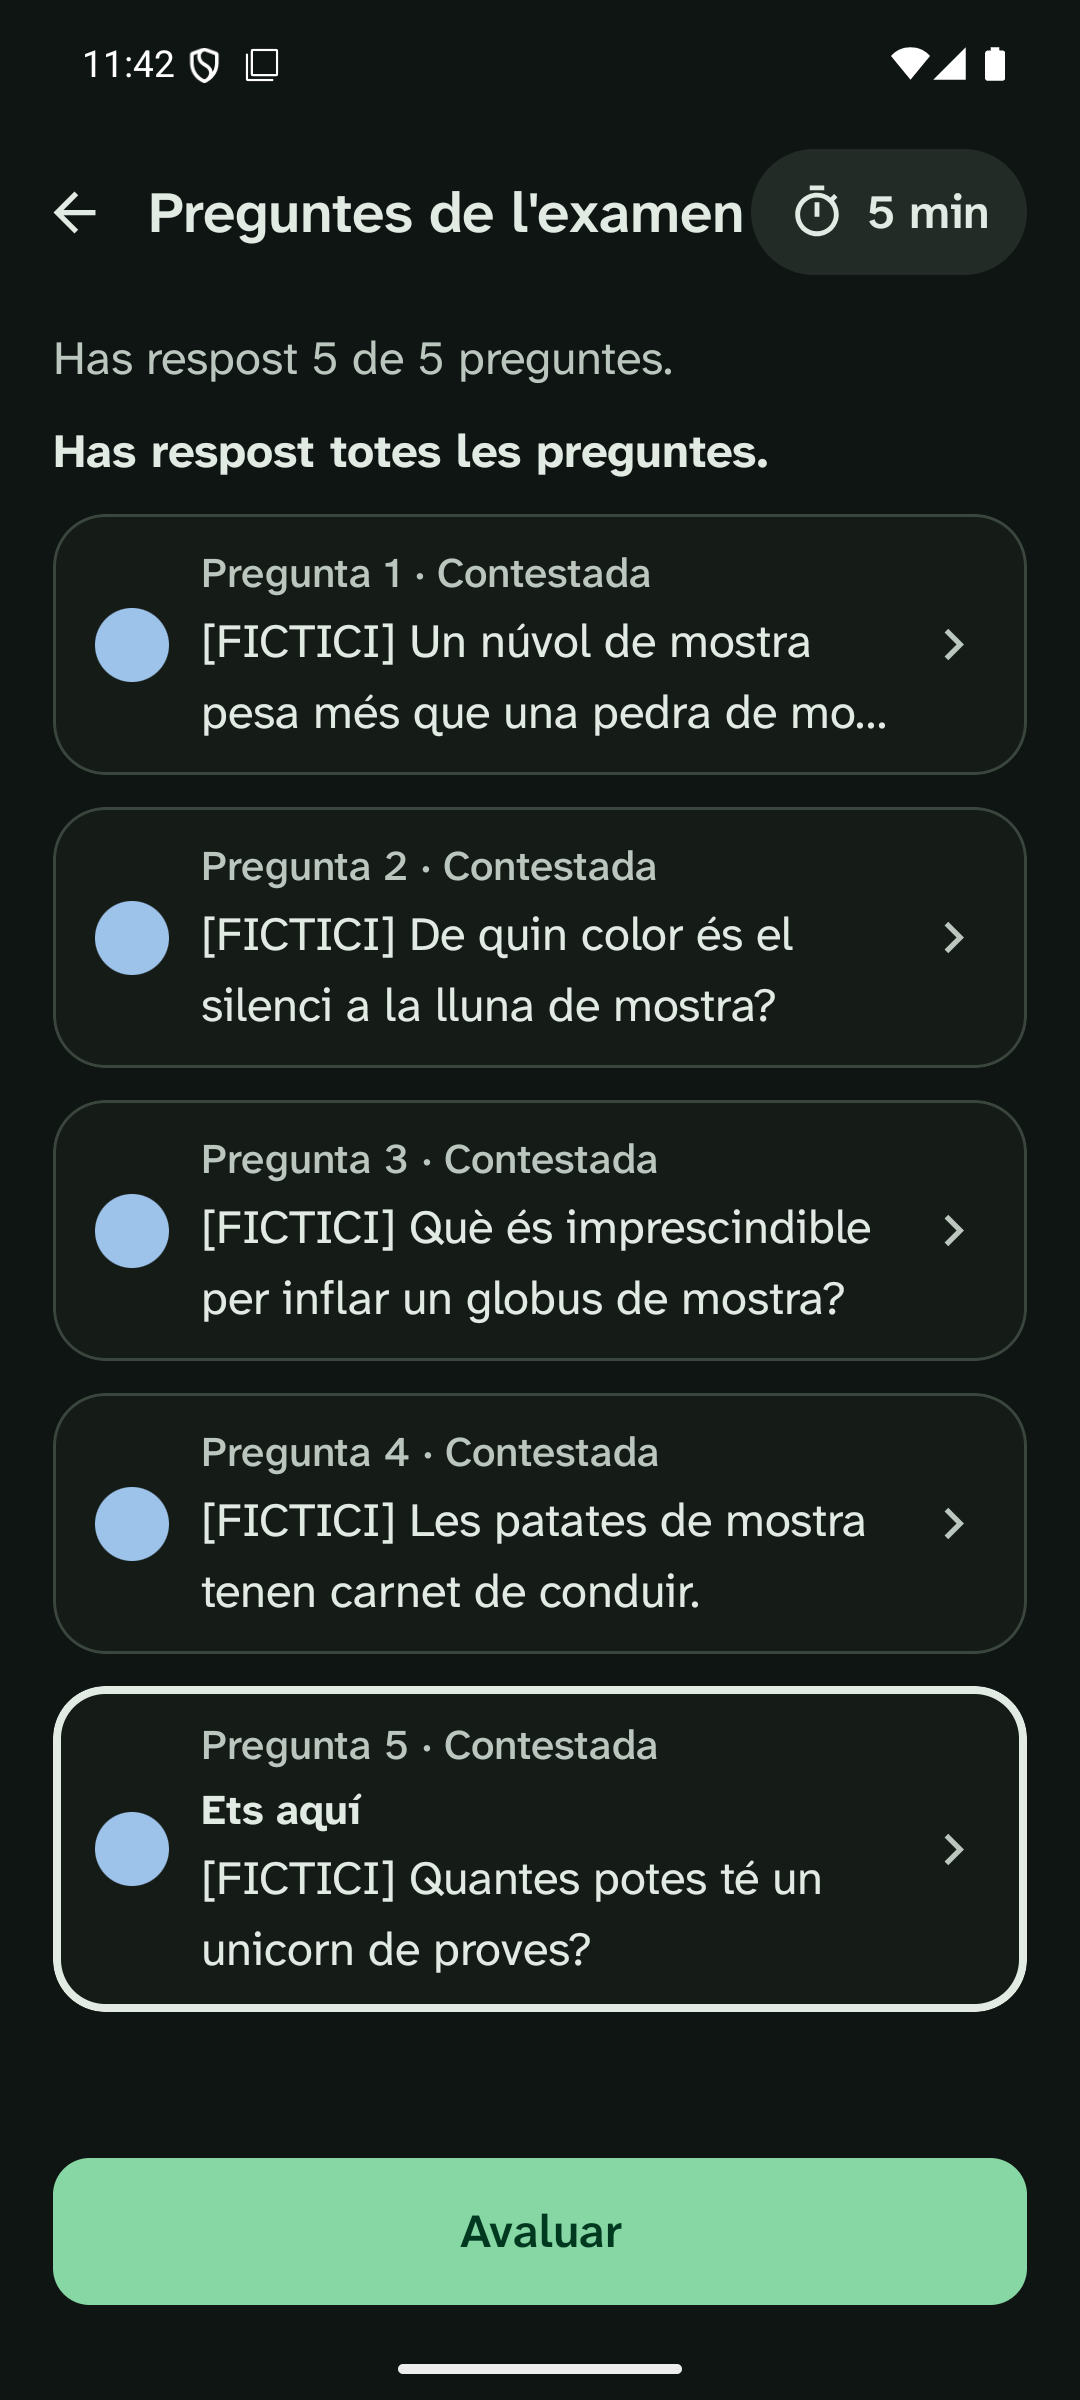 11:42
Preguntes de l'examen
5 min
Has respost 5 de 5 preguntes.
Has respost totes les preguntes.
Pregunta 1 · Contestada
[FICTICI] Un núvol de mostra
pesa més que una pedra de mo...
Pregunta 2 · Contestada
[FICTICI] De quin color és el
silenci a la lluna de mostra?
Pregunta 3 · Contestada
[FICTICI] Què és imprescindible
per inflar un globus de mostra?
Pregunta 4 · Contestada
[FICTICI] Les patates de mostra
tenen carnet de conduir.
Pregunta 5 · Contestada
Ets aquí
[FICTICI] Quantes potes té un
unicorn de proves?
Avaluar